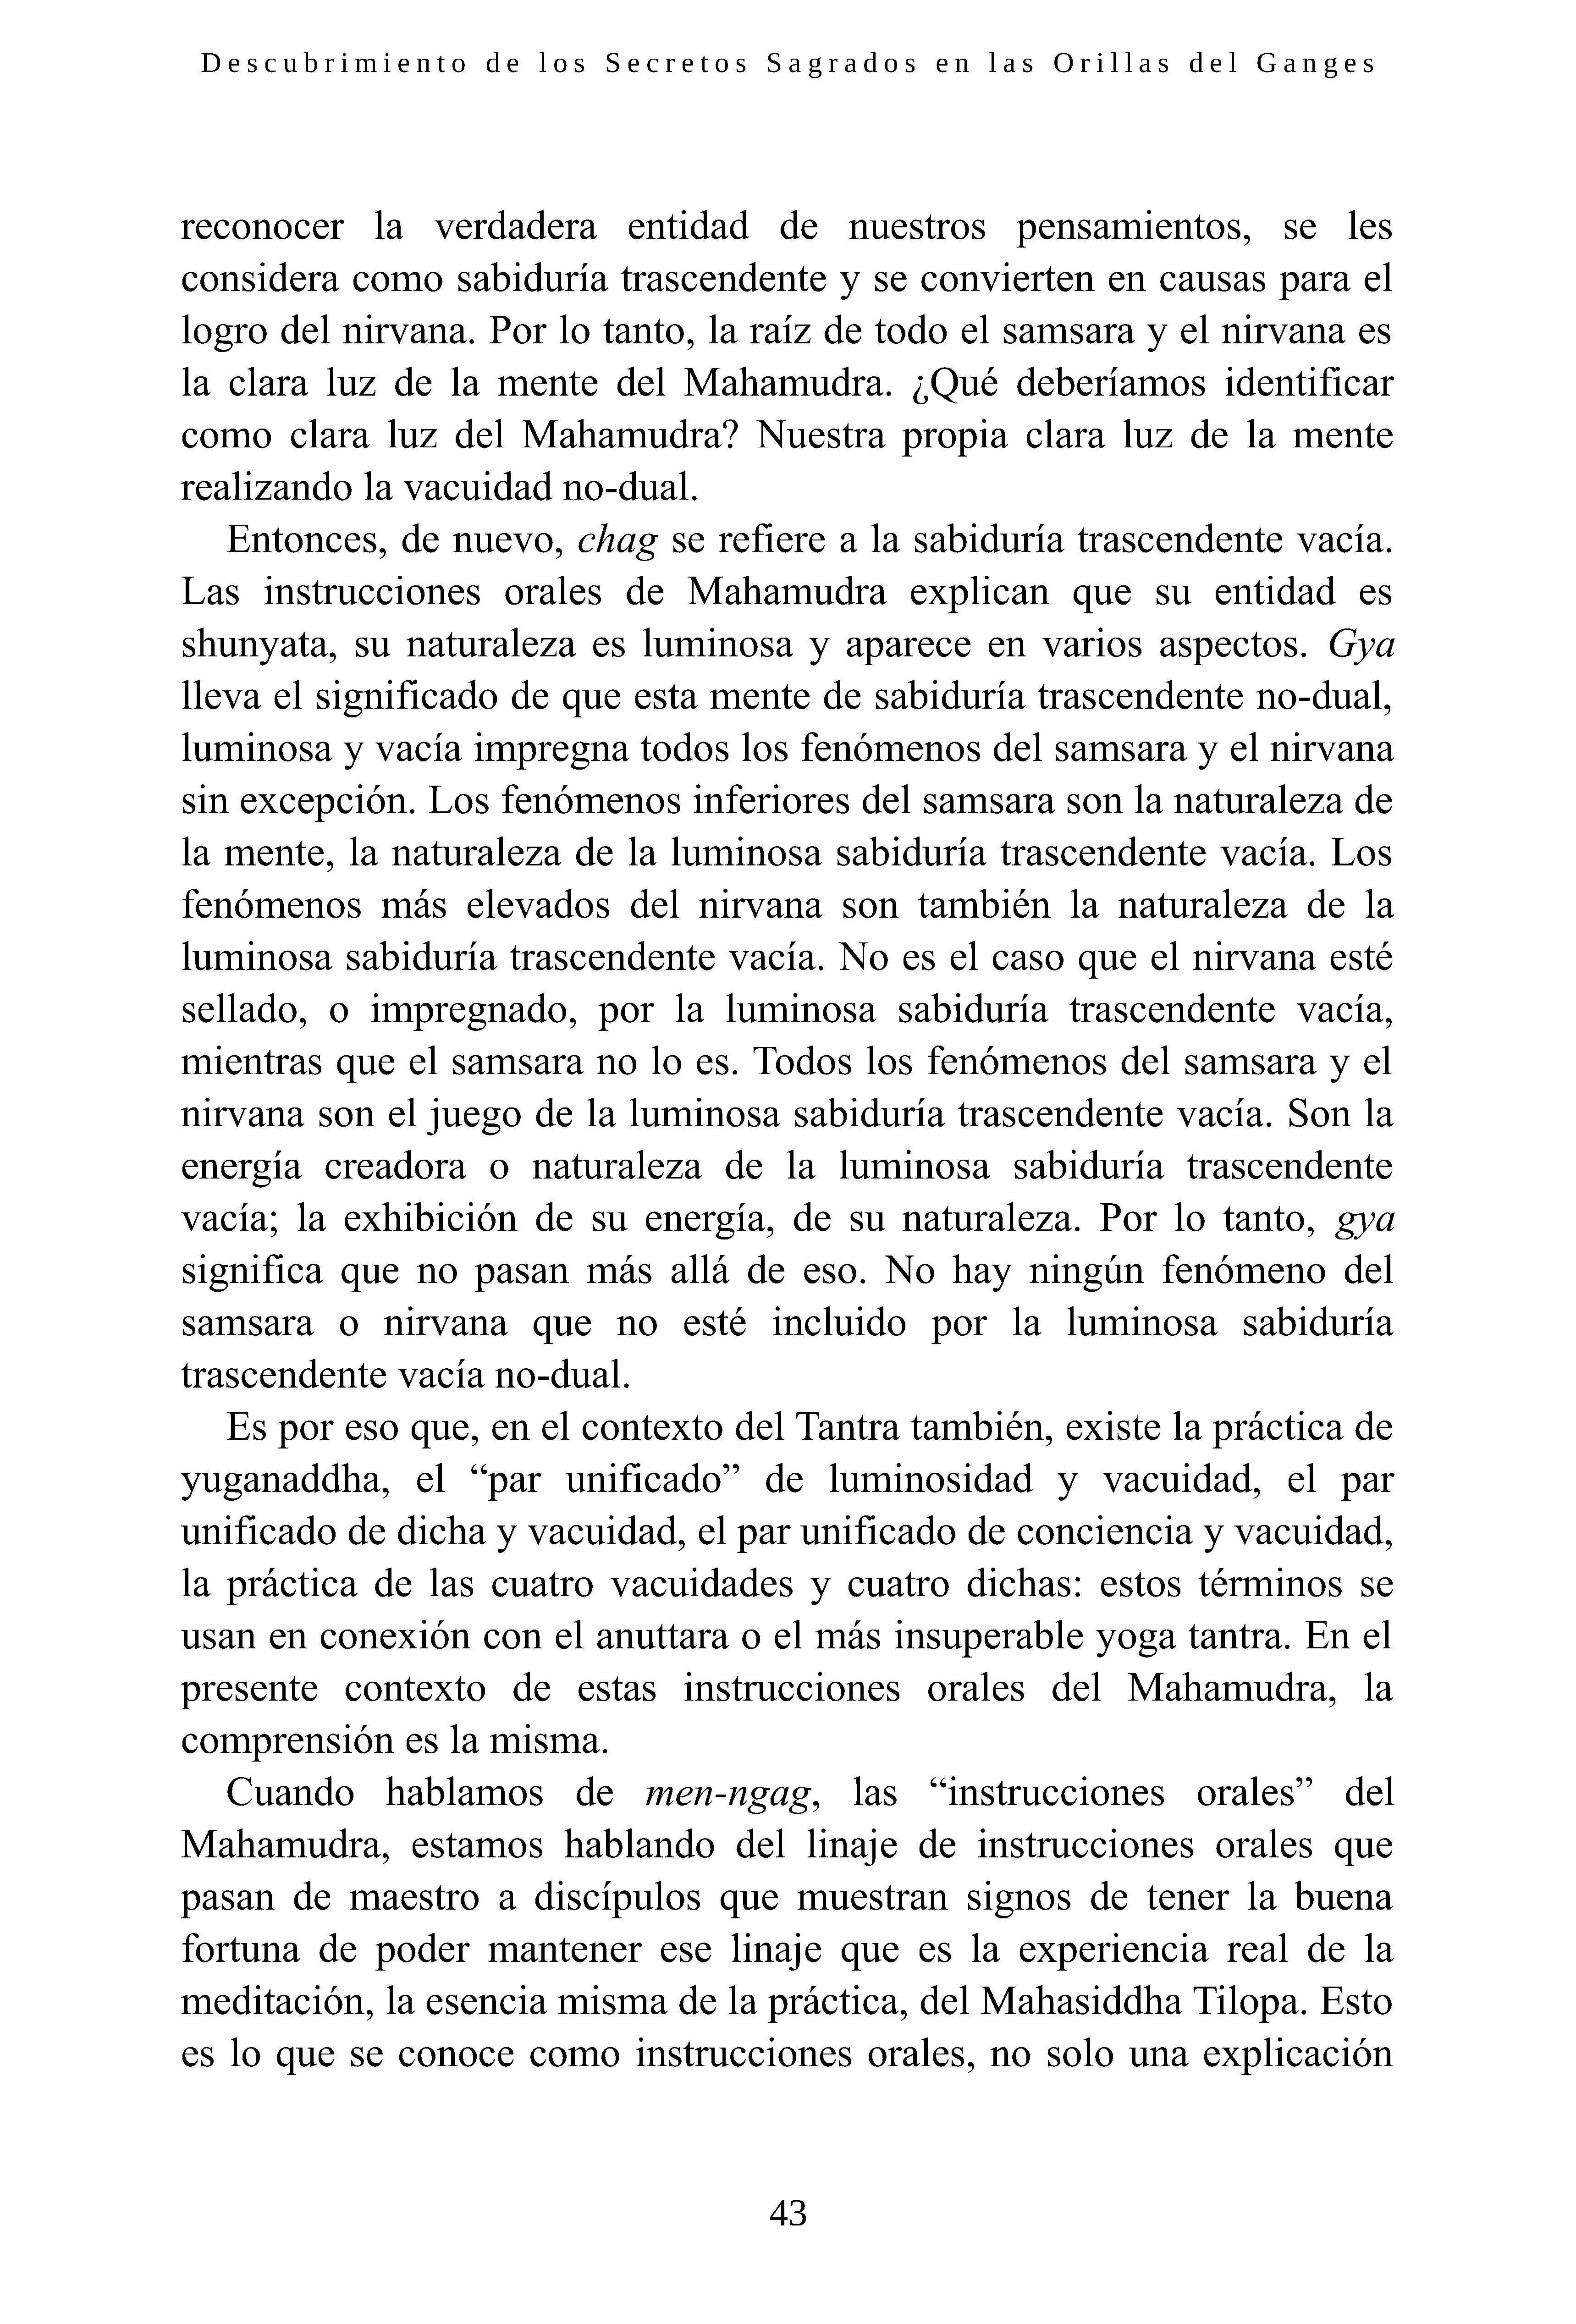 Descubrimiento de los Secretos Sagrados en las Orillas del Ganges
reconocer la verdadera entidad de nuestros pensamientos, se les
considera como sabiduría trascendente y se convierten en causas para el
logro del nirvana. Por lo tanto, la raíz de todo el samsara y el nirvana es
la clara luz de la mente del Mahamudra. ¿Qué deberíamos identificar
como clara luz del Mahamudra? Nuestra propia clara luz de la mente
realizando la vacuidad no-dual.
Entonces, de nuevo, chag se refiere a la sabiduría trascendente vacía.
Las instrucciones orales de Mahamudra explican que su entidad es
shunyata, su naturaleza es luminosa y aparece en varios aspectos. Gya
lleva el significado de que esta mente de sabiduría trascendente no-dual,
luminosa y vacía impregna todos los fenómenos del samsara y el nirvana
sin excepción. Los fenómenos inferiores del samsara son la naturaleza de
la mente, la naturaleza de la luminosa sabiduría trascendente vacía. Los
fenómenos más elevados del nirvana son también la naturaleza de la
luminosa sabiduría trascendente vacía. No es el caso que el nirvana esté
sellado, o impregnado, por la luminosa sabiduría trascendente vacía,
mientras que el samsara no lo es. Todos los fenómenos del samsara y el
nirvana son el juego de la luminosa sabiduría trascendente vacía. Son la
energía creadora o naturaleza de la luminosa sabiduría trascendente
vacía; la exhibición de su energía, de su naturaleza. Por lo tanto, gya
significa que no pasan más allá de eso. No hay ningún fenómeno del
samsara o nirvana que no esté incluido por la luminosa sabiduría
trascendente vacía no-dual.
Es por eso que, en el contexto del Tantra también, existe la práctica de
yuganaddha, el “par unificado” de luminosidad y vacuidad, el par
unificado de dicha y vacuidad, el par unificado de conciencia y vacuidad,
la práctica de las cuatro vacuidades y cuatro dichas: estos términos se
usan en conexión con el anuttara o el más insuperable yoga tantra. En el
presente contexto de estas instrucciones orales del Mahamudra, la
comprensión es la misma.
Cuando hablamos de men-ngag, las “instrucciones orales” del
Mahamudra, estamos hablando del linaje de instrucciones orales que
pasan de maestro a discípulos que muestran signos de tener la buena
fortuna de poder mantener ese linaje que es la experiencia real de la
meditación, la esencia misma de la práctica, del Mahasiddha Tilopa. Esto
es lo que se conoce como instrucciones orales, no solo una explicación
43